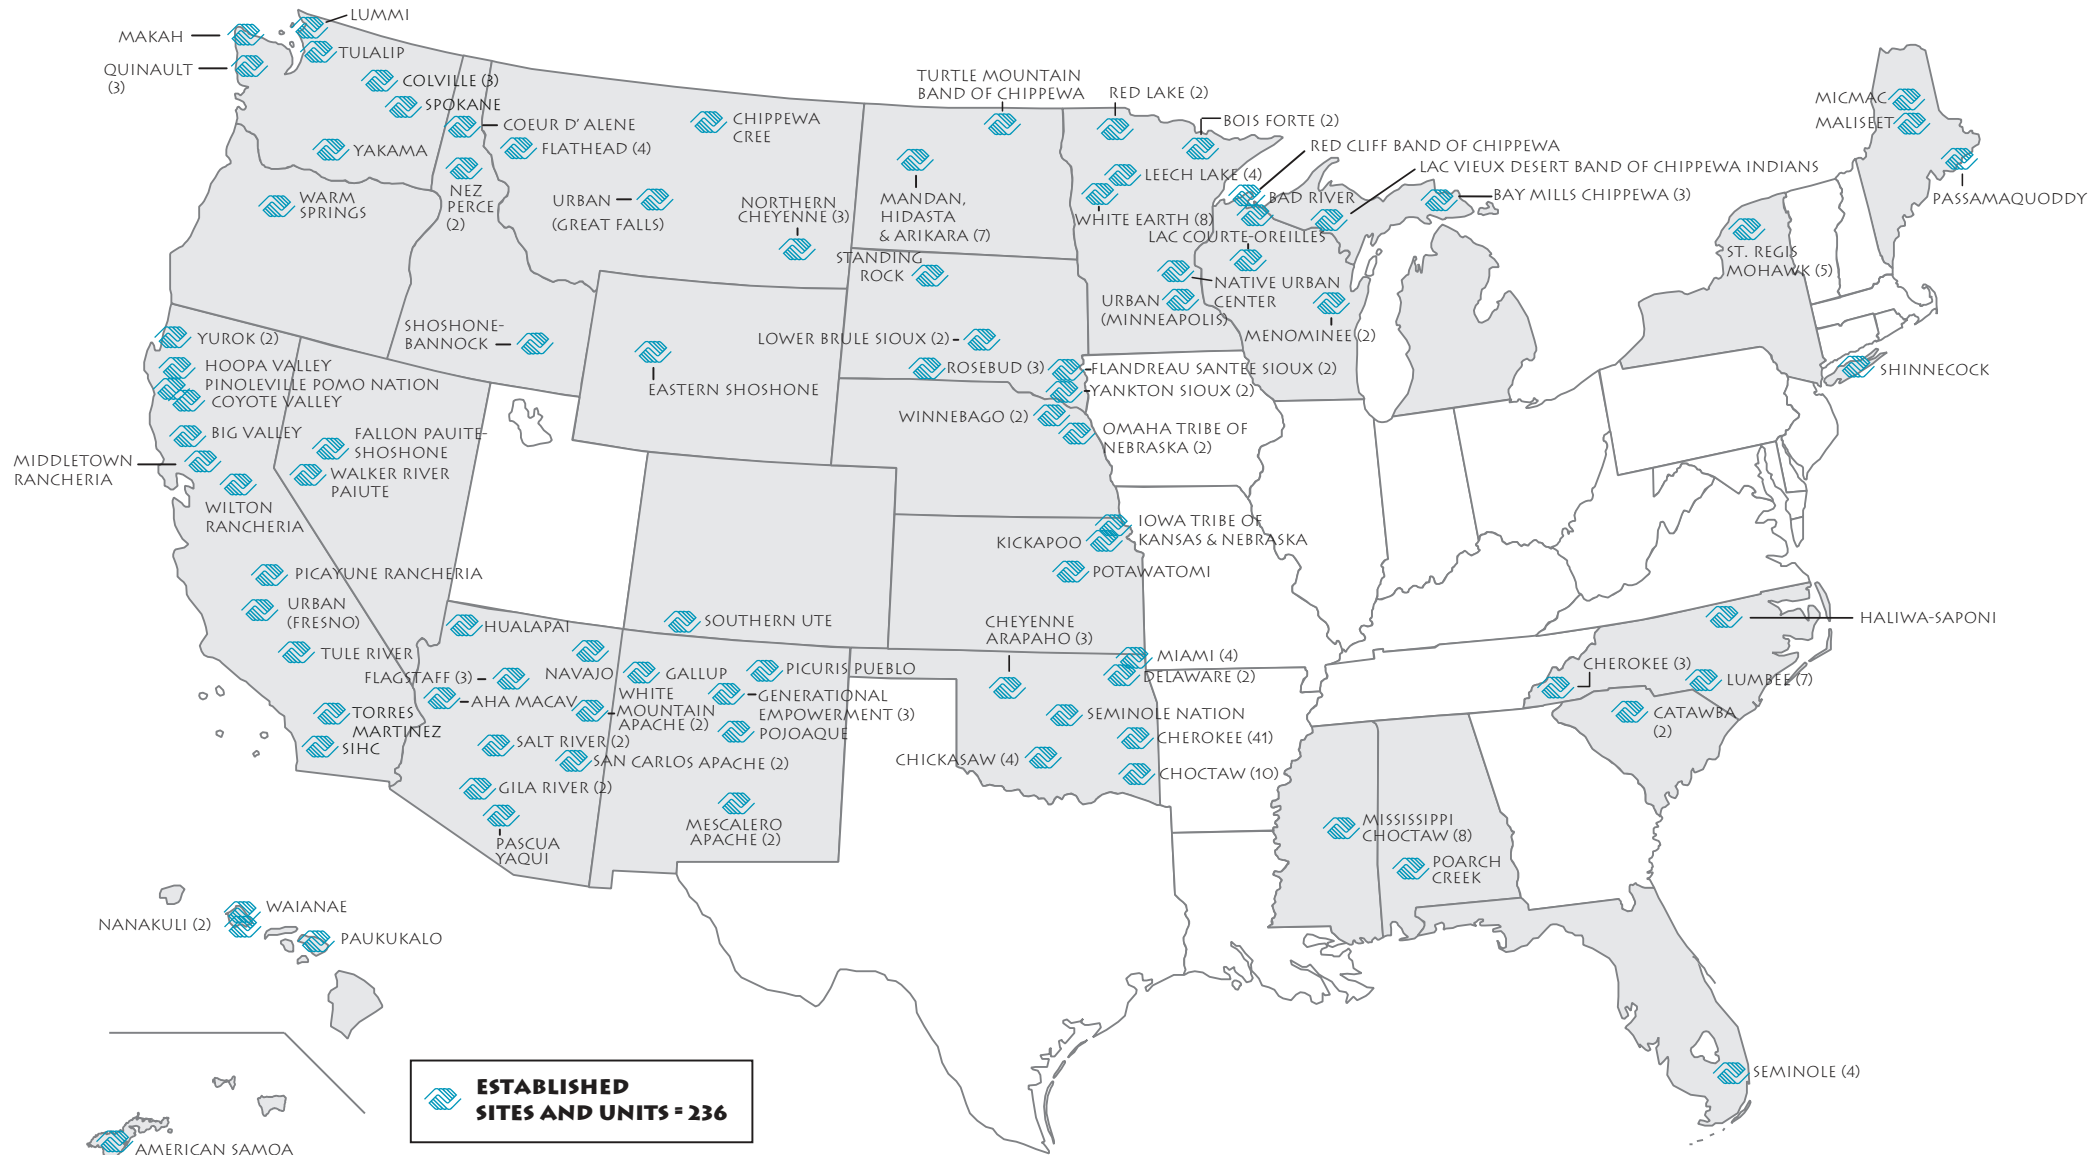 LUMMI
MAKAH
TULALIP
QUINAULT
(3)
COLVILLE (3)
SPOKANE
COEUR D' ALENE
FLATHEAD (4)
YAKAMA
WARM
SPRINGS
NEZ
PERCE
(2)
CHIPPEWA
CREE
URBAN
(GREAT FALLS)
NORTHERN
CHEYENNE (3)
TURTLE MOUNTAIN
BAND OF CHIPPEWA
MANDAN,
HIDASTA
& ARIKARA (7)
STANDING
ROCK
RED LAKE (2)
BOIS FORTE (2)
RED CLIFF BAND OF CHIPPEWA
LAC VIEUX DESERT BAND OF CHIPPEWA INDIANS
LEECH LAKE (4)
BAD RIVER
BAY MILLS CHIPPEWA (3)
WHITE EARTH (8)
LAC COURTE-OREILLES
NATIVE URBAN
CENTER
URBAN
(MINNEAPOLIS)
MENOMINEE (2)
MICMAC
MALISEET
PASSAMAQUODDY
ST. REGIS
MOHAWK (5)
SHINNECOCK
YUROK (2)
HOOPA VALLEY
PINOLEVILLE POMO NATION
COYOTE VALLEY
BIG VALLEY
MIDDLETOWN
RANCHERIA
WILTON
RANCHERIA
FALLON PAUITE-
SHOSHONE
WALKER RIVER
PAIUTE
SHOSHONE-
BANNOCK
EASTERN SHOSHONE
LOWER BRULE SIOUX (2)
ROSEBUD (3)
FLANDREAU SANTEE SIOUX (2)
YANKTON SIOUX (2)
WINNEBAGO (2)
OMAHA TRIBE OF
NEBRASKA (2)
IOWA TRIBE OF
KANSAS & NEBRASKA
KICKAPOO
POTAWATOMI
PICAYUNE RANCHERIA
URBAN
(FRESNO)
TULE RIVER
TORRES
MARTINEZ
SIHC
HUALAPAI
NAVAJO
FLAGSTAFF (3)
AHA MACAV
WHITE
MOUNTAIN
APACHE (2)
SALT RIVER (2)
SAN CARLOS APACHE (2)
GILA RIVER (2)
PASCUA
YAQUI
SOUTHERN UTE
GALLUP
PICURIS PUEBLO
GENERATIONAL
EMPOWERMENT (3)
POJOAQUE
MESCALERO
APACHE (2)
CHEYENNE
ARAPAHO (3)
MIAMI (4)
DELAWARE (2)
SEMINOLE NATION
CHEROKEE (41)
CHICKASAW (4)
CHOCTAW (10)
HALIWA-SAPONI
CHEROKEE (3)
LUMBEE (7)
CATAWBA
(2)
MISSISSIPPI
CHOCTAW (8)
POARCH
CREEK
SEMINOLE (4)
WAIANAE
NANAKULI (2)
PAUKUKALO
AMERICAN SAMOA
ESTABLISHED
SITES AND UNITS = 236